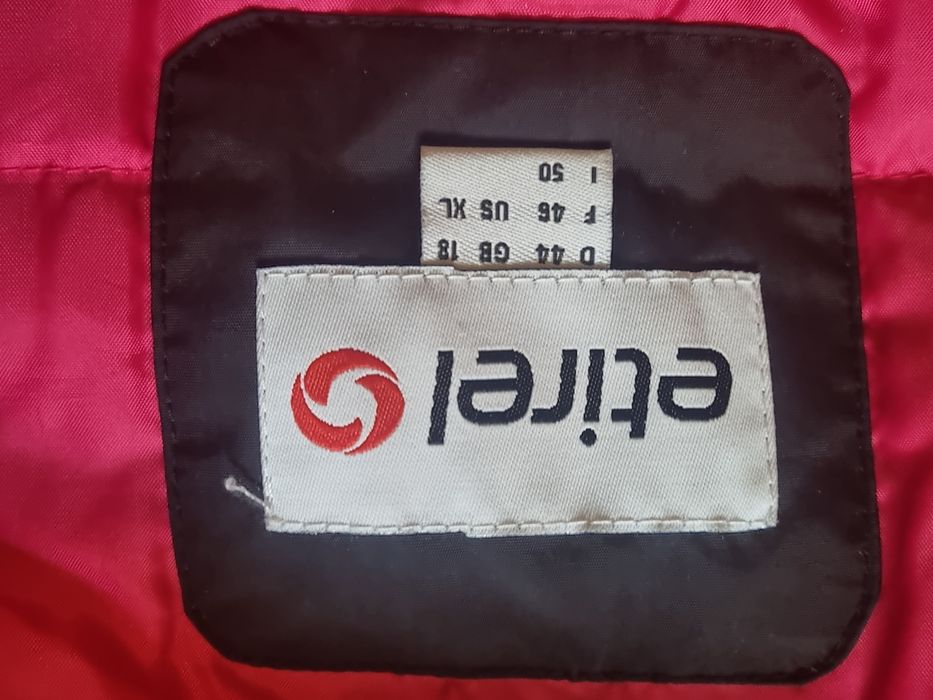 etirel
D 44 GB 18
F 46 US XL
I 50